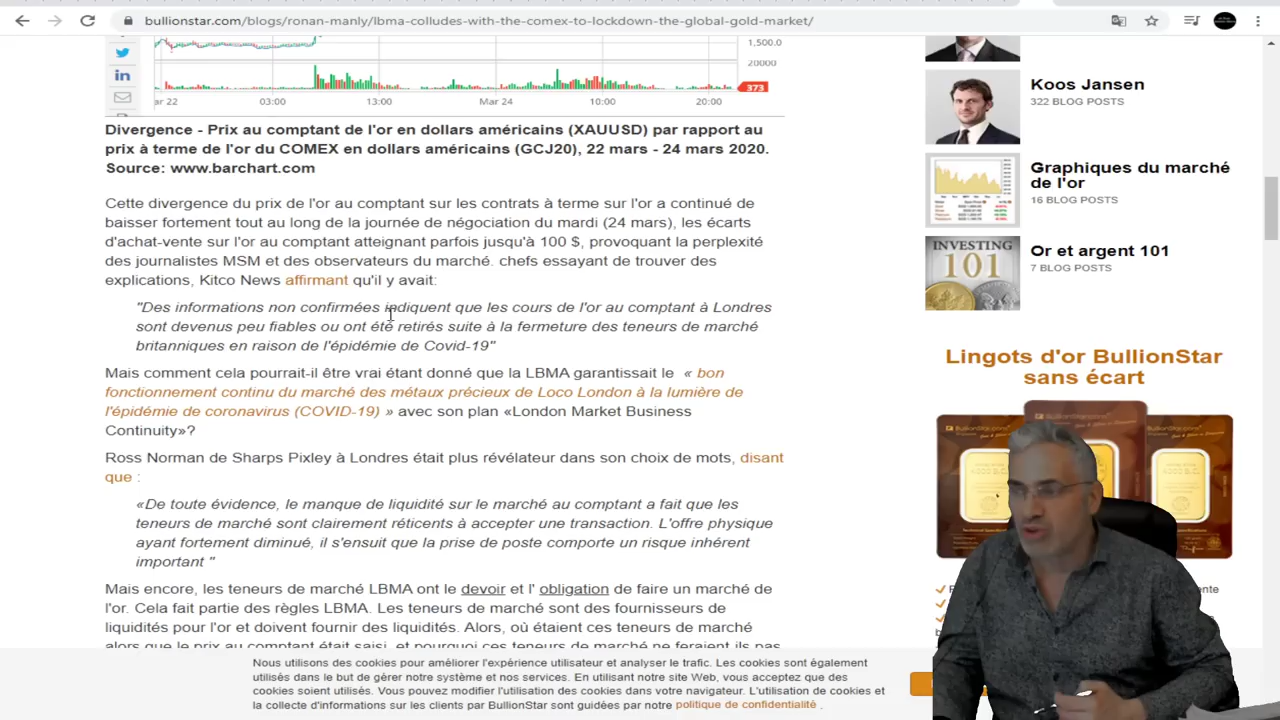 bullionstar.com/blogs/ronan-manly/lbma-colludes-with-the-comex-to-lockdown-the-global-gold-market/
1,500.0
20000
373
ar 22
03:00
13:00
Mar 24
10:00
20:00
Divergence - Prix au comptant de l'or en dollars américains (XAUUSD) par rapport au
prix à terme de l'or du COMEX en dollars américains (GCJ20), 22 mars - 24 mars 2020.
Source: www.barchart.com
Cette divergence du l'or au comptant sur les contrats à terme sur l'or a continué de
(24 mars), les écarts
d'achat-vente sur l'or au comptant atteignant parfois jusqu'à 100$, provoquant la perplexité
des journalistes MSM et des observateurs du marché. chefs essayant de trouver des
explications, Kitco News affirmant qu'il y avait:
"Des informations non confirmées indiquent que les cours de l'or au comptant à Londres
sont devenus peu fiables ou ont été retirés suite à la fermeture des teneurs de marché
britanniques en raison de l'épidémie de Covid-19"
Mais comment cela pourrait-il être vrai étant donné que la LBMA garantissait le « bon
fonctionnement continu du marché des métaux précieux de Loco London à la lumière de
l'épidémie de coronavirus (COVID-19) » avec son plan «London Market Business
Continuity»?
Ross Norman de Sharps Pixley à Londres était plus révélateur dans son choix de mots, disant
que :
«De toute évidence, le manque de liquidité sur le marché au comptant a fait que les
teneurs de marché sont clairement réticents à accepter une transaction. L'offre physique
ayant fortement diminué, il s'ensuit que la prise d'instance porte un risque inhérent
important "
Mais encore, les teneurs de marché LBMA ont le devoir et l' obligation de faire un marché de
l'or. Cela fait partie des règles LBMA. Les teneurs de marché sont des fournisseurs de
liquidités pour l'or et doivent fournir des liquidités. Alors, où étaient ces teneurs de marché
alors que le prix au comptant était saisi, et pourquoi ces teneurs de marché ne feraient ils pas
Koos Jansen
322 BLOG POSTS
Graphiques du marché
de l'or
16 BLOG POSTS
INVESTING
101
Or et argent 101
7 BLOG POSTS
Lingots d'or BullionStar
sans écart
BullionStar.com
Nous utilisons des cookies pour améliorer l'expérience utilisateur et analyser le trafic. Les cookies sont également
utilisés dans le but de gérer notre système et nos services. En utilisant notre site Web, vous acceptez que des
cookies soient utilisés. Vous pouvez modifier l'utilisation des cookies dans votre navigateur. L'utilisation de cookies et
la collecte d'informations sur les clients par BullionStar sont guidées par notre politique de confidentialité .